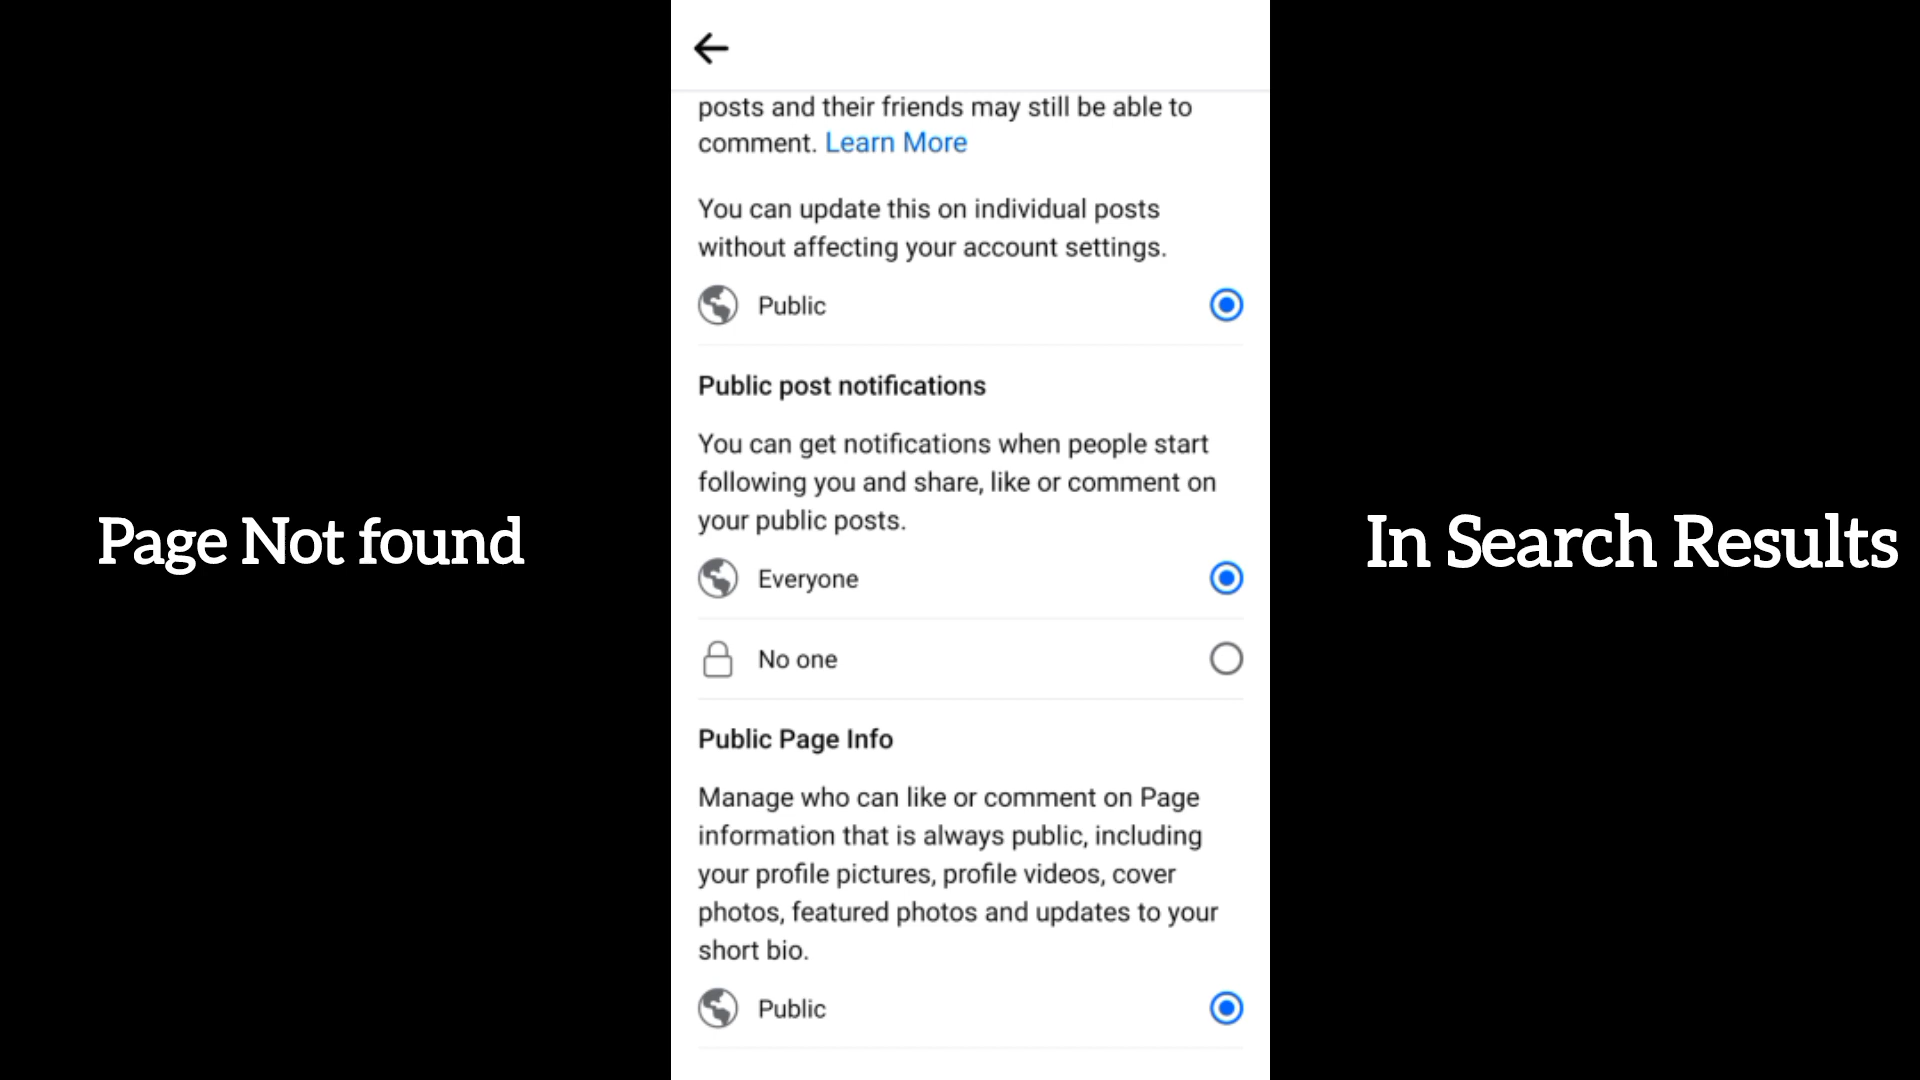 posts and their friends may still be able to
comment. Learn More
You can update this on individual posts
without affecting your account settings.
Public
Public post notifications
You can get notifications when people start
following you and share, like or comment on
your public posts.
Page Not found
In Search Results
Everyone
No one
Public Page Info
Manage who can like or comment on Page
information that is always public, including
your profile pictures, profile videos, cover
photos, featured photos and updates to your
short bio.
Public